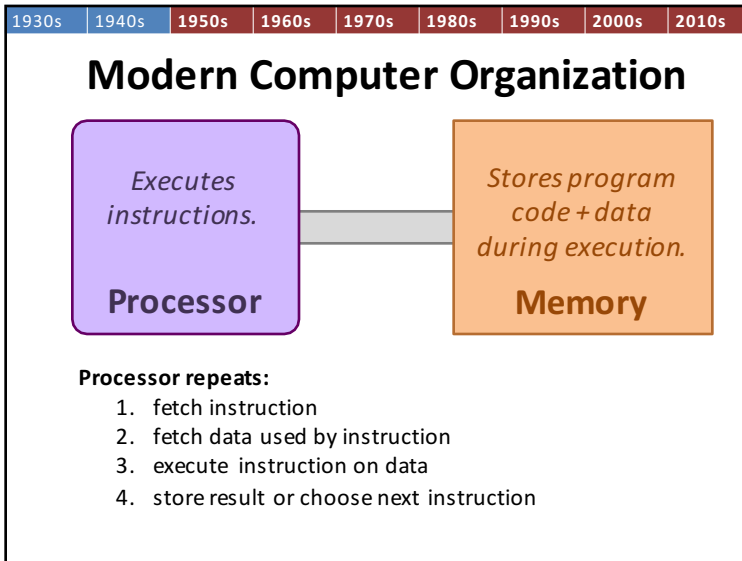 1930s 1940s 1950s 1960s 1970s 1980s 1990s 2000s 2010s
Modern Computer Organization
Executes
instructions.
Processor
Stores program
code + data
during execution.
Memory
Processor repeats:
1. fetch instruction
2. fetch data used by instruction
3. execute instruction on data
4. store result or choose next instruction